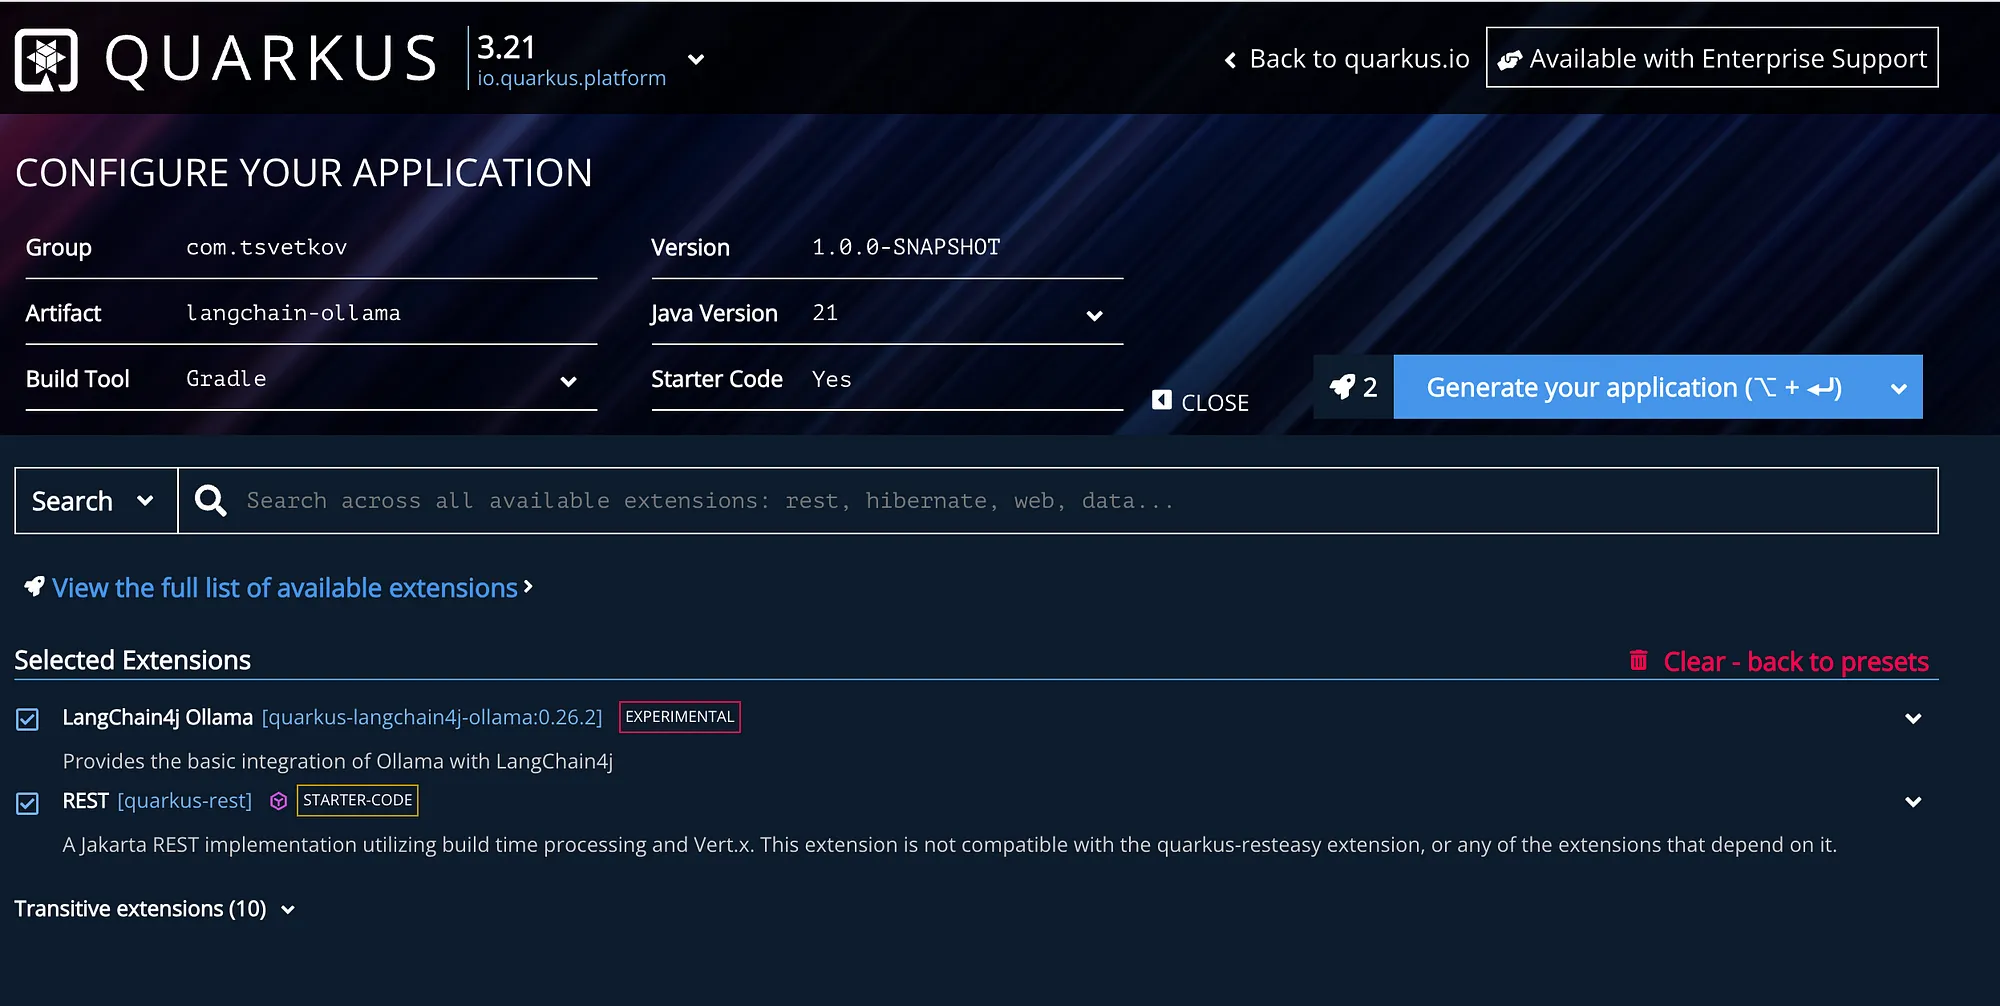 QUARKUS
3.21
io.quarkus.platform
Back to quarkus.io
Available with Enterprise Support
CONFIGURE YOUR APPLICATION
Group com.tsvetkov
Version 1.0.0-SNAPSHOT
Artifact langchain-ollama
Java Version 21
Build Tool Gradle
Starter Code Yes
CLOSE
2
Generate your application (⌥ + ↵)
Search
Search across all available extensions: rest, hibernate, web, data...
View the full list of available extensions
Selected Extensions
Clear - back to presets
LangChain4j Ollama [quarkus-langchain4j-ollama:0.26.2] EXPERIMENTAL
Provides the basic integration of Ollama with LangChain4j
REST [quarkus-rest] STARTER-CODE
A Jakarta REST implementation utilizing build time processing and Vert.x. This extension is not compatible with the quarkus-resteasy extension, or any of the extensions that depend on it.
Transitive extensions (10)